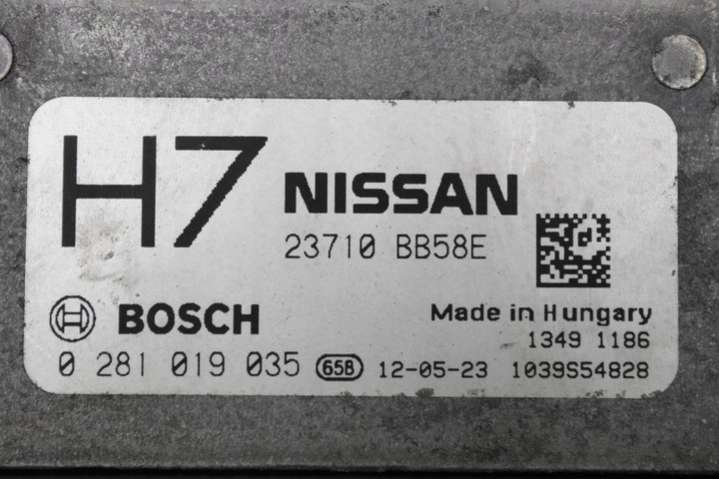 H7 NISSAN
23710 BB58E
BOSCH
Made in Hungary
1349 1186
0 281 019 035 65B 12-05-23 1039S54828